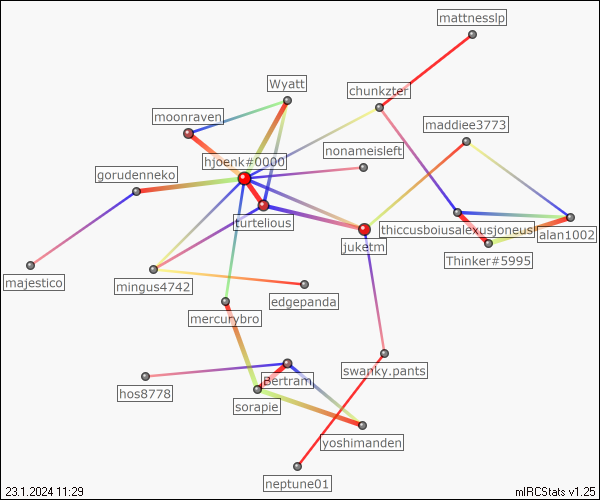 mattnesslp
Wyatt
chunkzter
moonraven
maddiee3773
nonameisleft
hjoenk#0000
gorudenneko
turtelious
thiccusboiusalexusjoneusii
alan1002
juketm
Thinker#5995
majestico
mingus4742
edgepanda
mercurybro
swanky.pants
Bertram
hos8778
sorapie
yoshimanden
neptune01
23.1.2024 11:29
mIRCStats v1.25